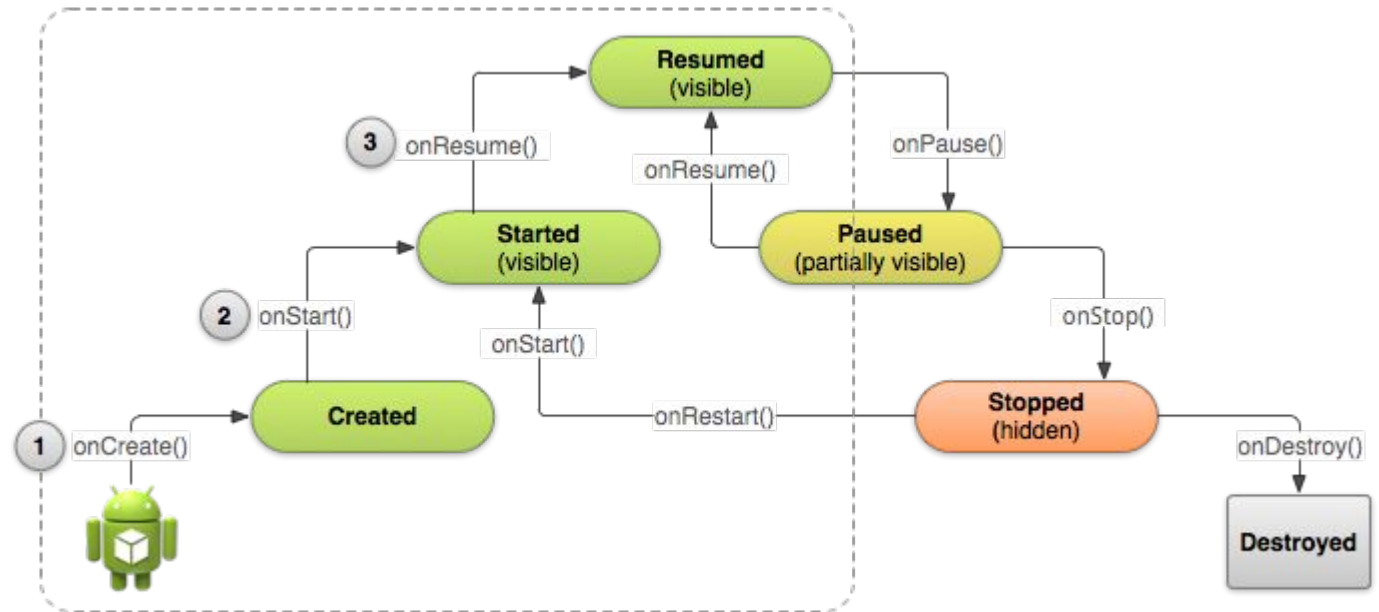 Resumed
(visible)
3
onResume()
onPause()
onResume()
Started
(visible)
Paused
(partially visible)
2
onStart()
onStop()
onStart()
Created
onRestart()
Stopped
(hidden)
1
onCreate()
onDestroy()
Destroyed